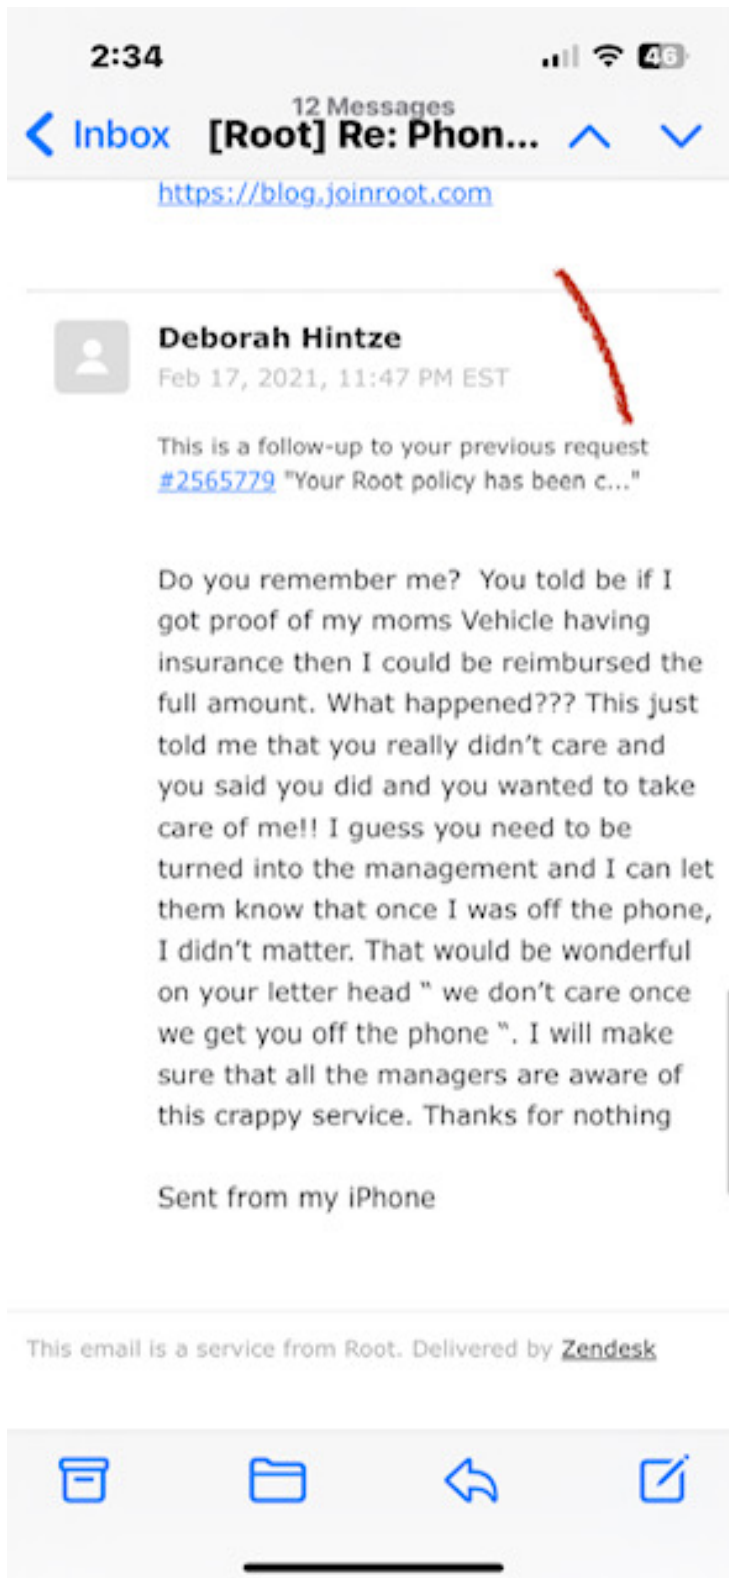 2:34
46
12 Messages
Inbox
[Root] Re: Phon...
https://blog.joinroot.com
Deborah Hintze
Feb 17, 2021, 11:47 PM EST
This is a follow-up to your previous request
#2565779 "Your Root policy has been c..."
Do you remember me?  You told be if I
got proof of my moms Vehicle having
insurance then I could be reimbursed the
full amount. What happened??? This just
told me that you really didn’t care and
you said you did and you wanted to take
care of me!! I guess you need to be
turned into the management and I can let
them know that once I was off the phone,
I didn’t matter. That would be wonderful
on your letter head “ we don’t care once
we get you off the phone “. I will make
sure that all the managers are aware of
this crappy service. Thanks for nothing
Sent from my iPhone
This email is a service from Root. Delivered by Zendesk